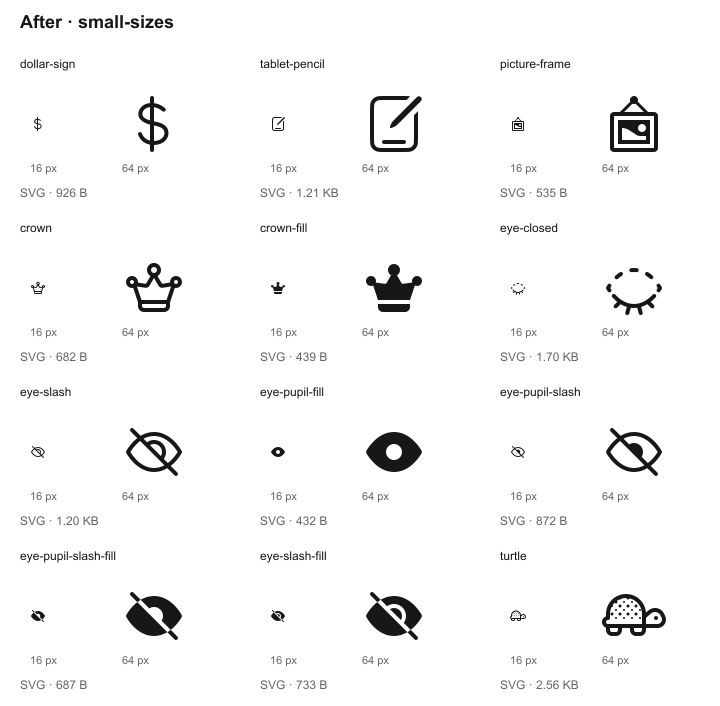 After · small-sizes
dollar-sign
tablet-pencil
picture-frame
16 px
64 px
16 px
64 px
16 px
64 px
SVG · 926 B
SVG · 1.21 KB
SVG · 535 B
crown
crown-fill
eye-closed
16 px
64 px
16 px
64 px
16 px
64 px
SVG · 682 B
SVG · 439 B
SVG · 1.70 KB
eye-slash
eye-pupil-fill
eye-pupil-slash
16 px
64 px
16 px
64 px
16 px
64 px
SVG · 1.20 KB
SVG · 432 B
SVG · 872 B
eye-pupil-slash-fill
eye-slash-fill
turtle
16 px
64 px
16 px
64 px
16 px
64 px
SVG · 687 B
SVG · 733 B
SVG · 2.56 KB